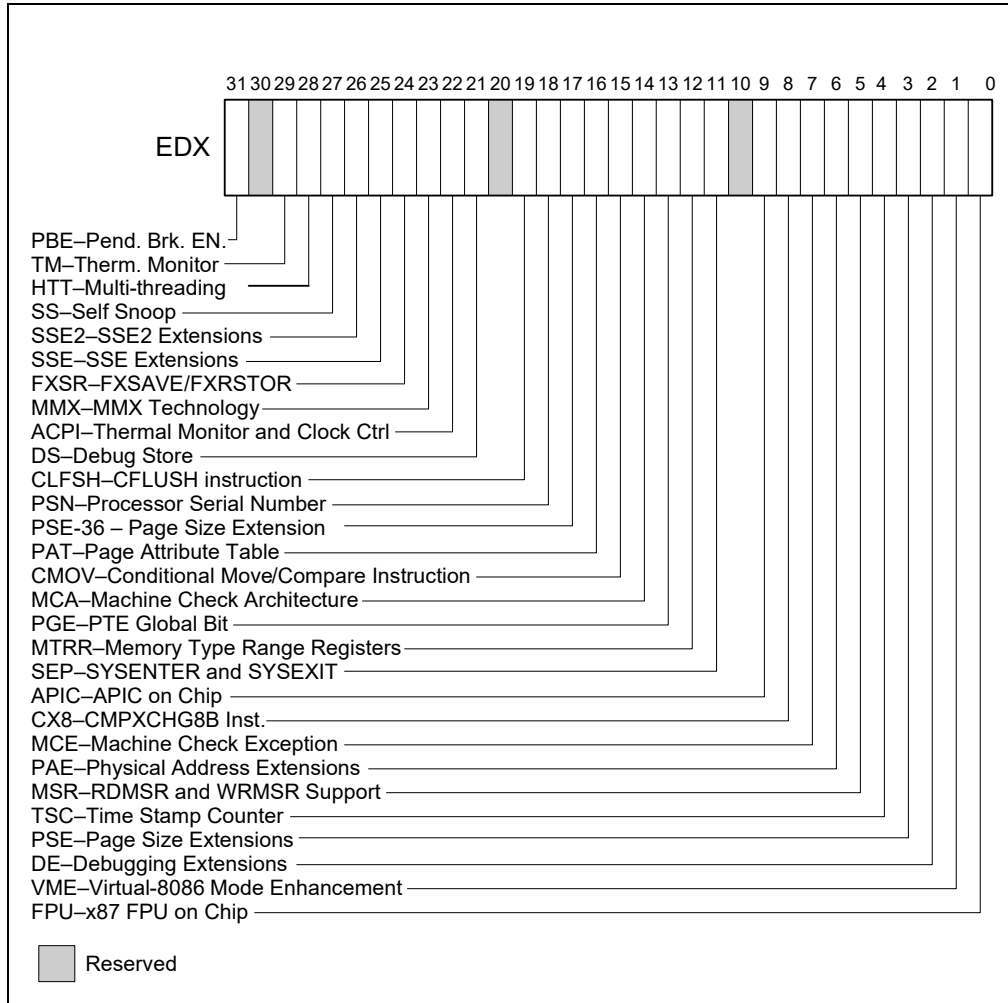 31 30 29 28 27 26 25 24 23 22 21 20 19 18 17 16 15 14 13 12 11 10 9 8 7 6 5 4 3 2 1 0
EDX
PBE–Pend. Brk. EN.
TM–Therm. Monitor
HTT–Multi-threading
SS–Self Snoop
SSE2–SSE2 Extensions
SSE–SSE Extensions
FXSR–FXSAVE/FXRSTOR
MMX–MMX Technology
ACPI–Thermal Monitor and Clock Ctrl
DS–Debug Store
CLFSH–CFLUSH instruction
PSN–Processor Serial Number
PSE-36 – Page Size Extension
PAT–Page Attribute Table
CMOV–Conditional Move/Compare Instruction
MCA–Machine Check Architecture
PGE–PTE Global Bit
MTRR–Memory Type Range Registers
SEP–SYSENTER and SYSEXIT
APIC–APIC on Chip
CX8–CMPXCHG8B Inst.
MCE–Machine Check Exception
PAE–Physical Address Extensions
MSR–RDMSR and WRMSR Support
TSC–Time Stamp Counter
PSE–Page Size Extensions
DE–Debugging Extensions
VME–Virtual-8086 Mode Enhancement
FPU–x87 FPU on Chip
Reserved